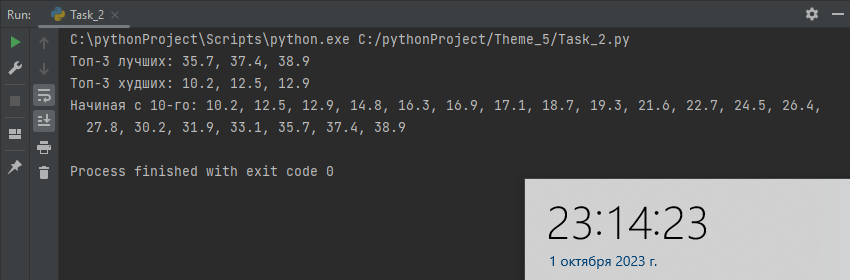 Run: Task_2
C:\pythonProject\Scripts\python.exe C:/pythonProject/Theme_5/Task_2.py
Топ-3 лучших: 35.7, 37.4, 38.9
Топ-3 худших: 10.2, 12.5, 12.9
Начиная с 10-го: 10.2, 12.5, 12.9, 14.8, 16.3, 16.9, 17.1, 18.7, 19.3, 21.6, 22.7, 24.5, 26.4,
27.8, 30.2, 31.9, 33.1, 35.7, 37.4, 38.9
Process finished with exit code 0
23:14:23
1 октября 2023 г.